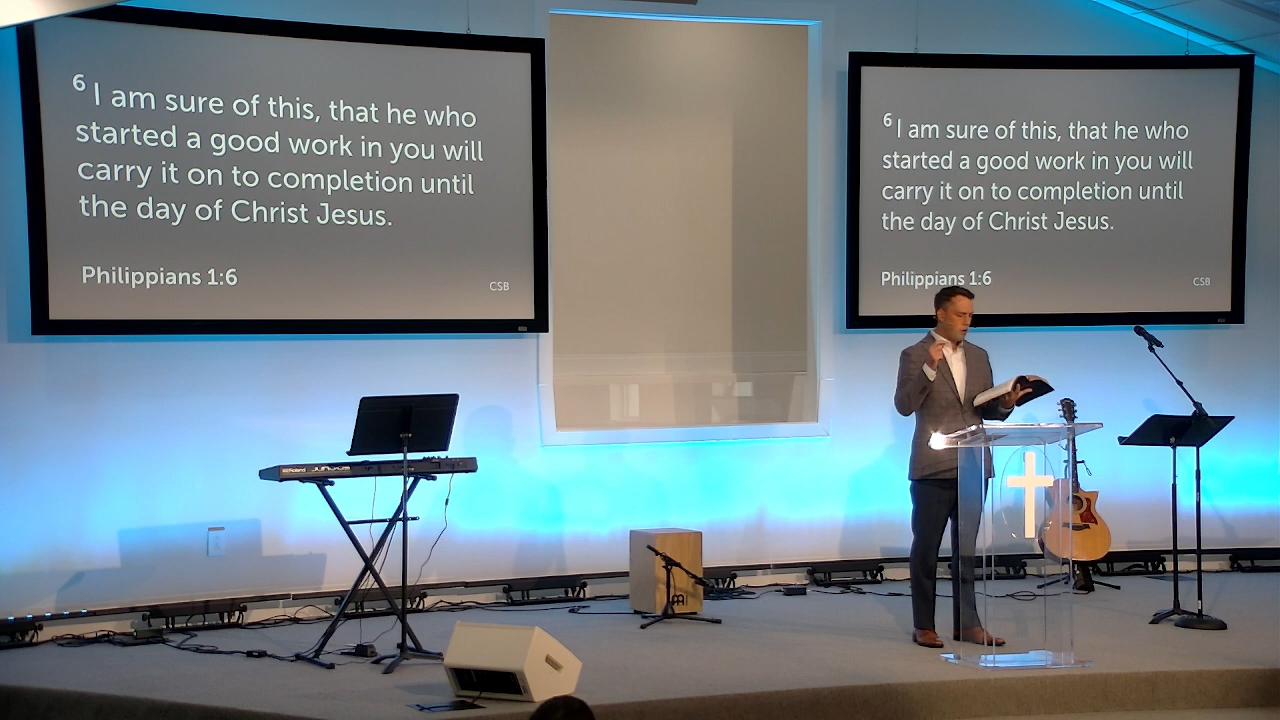 6 I am sure of this, that he who
started a good work in you will
carry it on to completion until
the day of Christ Jesus.
Philippians 1:6
CSB
6 I am sure of this, that he who
started a good work in you will
carry it on to completion until
the day of Christ Jesus.
Philippians 1:6
CSB
Roland JUNO-DS
MEINL